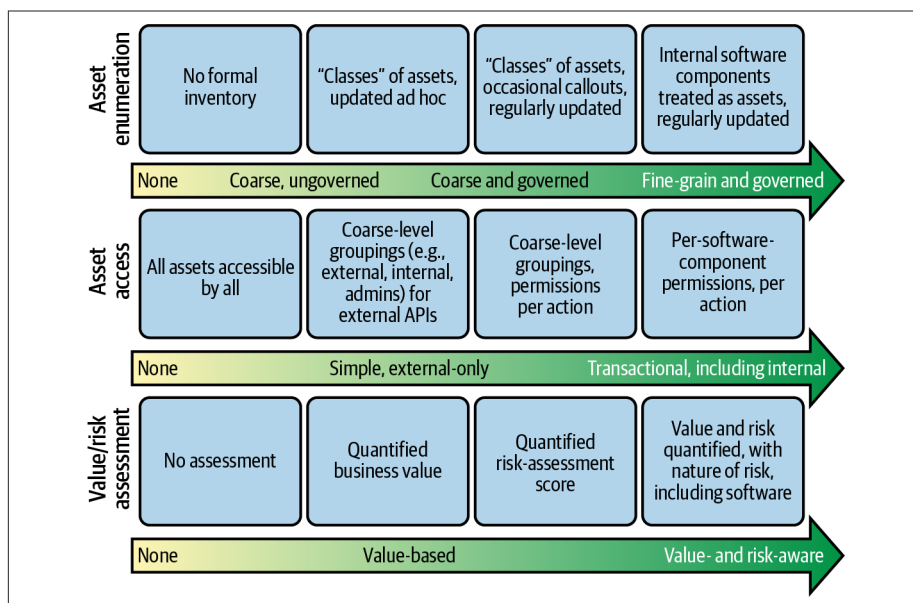 Asset
enumeration
No formal
inventory
“Classes” of assets,
updated ad hoc
“Classes” of assets,
occasional callouts,
regularly updated
Internal software
components
treated as assets,
regularly updated
None
Coarse, ungoverned
Coarse and governed
Fine-grain and governed
Asset
access
All assets accessible
by all
Coarse-level
groupings (e.g.,
external, internal,
admins) for
external APIs
Coarse-level
groupings,
permissions
per action
Per-software-
component
permissions, per
action
None
Simple, external-only
Transactional, including internal
Value/risk
assessment
No assessment
Quantified
business value
Quantified
risk-assessment
score
Value and risk
quantified, with
nature of risk,
including software
None
Value-based
Value- and risk-aware